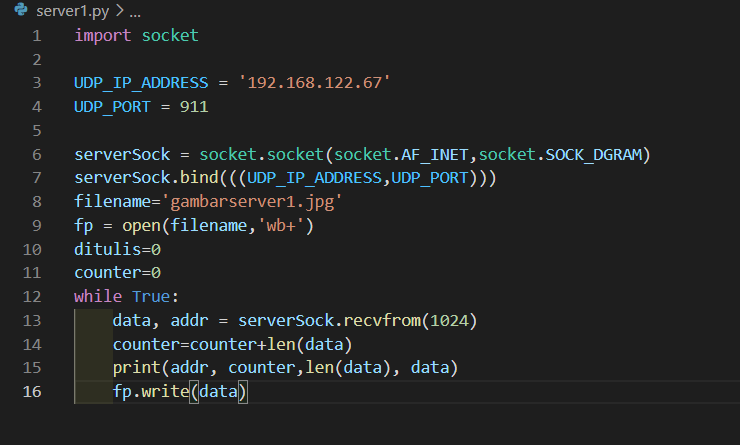 server1.py > ...
1 import socket
2
3 UDP_IP_ADDRESS = '192.168.122.67'
4 UDP_PORT = 911
5
6 serverSock = socket.socket(socket.AF_INET,socket.SOCK_DGRAM)
7 serverSock.bind(((UDP_IP_ADDRESS,UDP_PORT)))
8 filename='gambarserver1.jpg'
9 fp = open(filename,'wb+')
10 ditulis=0
11 counter=0
12 while True:
13     data, addr = serverSock.recvfrom(1024)
14     counter=counter+len(data)
15     print(addr, counter,len(data), data)
16     fp.write(data)